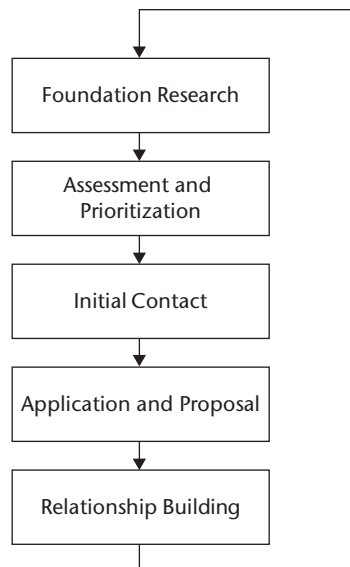 Foundation Research
Assessment and
Prioritization
Initial Contact
Application and Proposal
Relationship Building